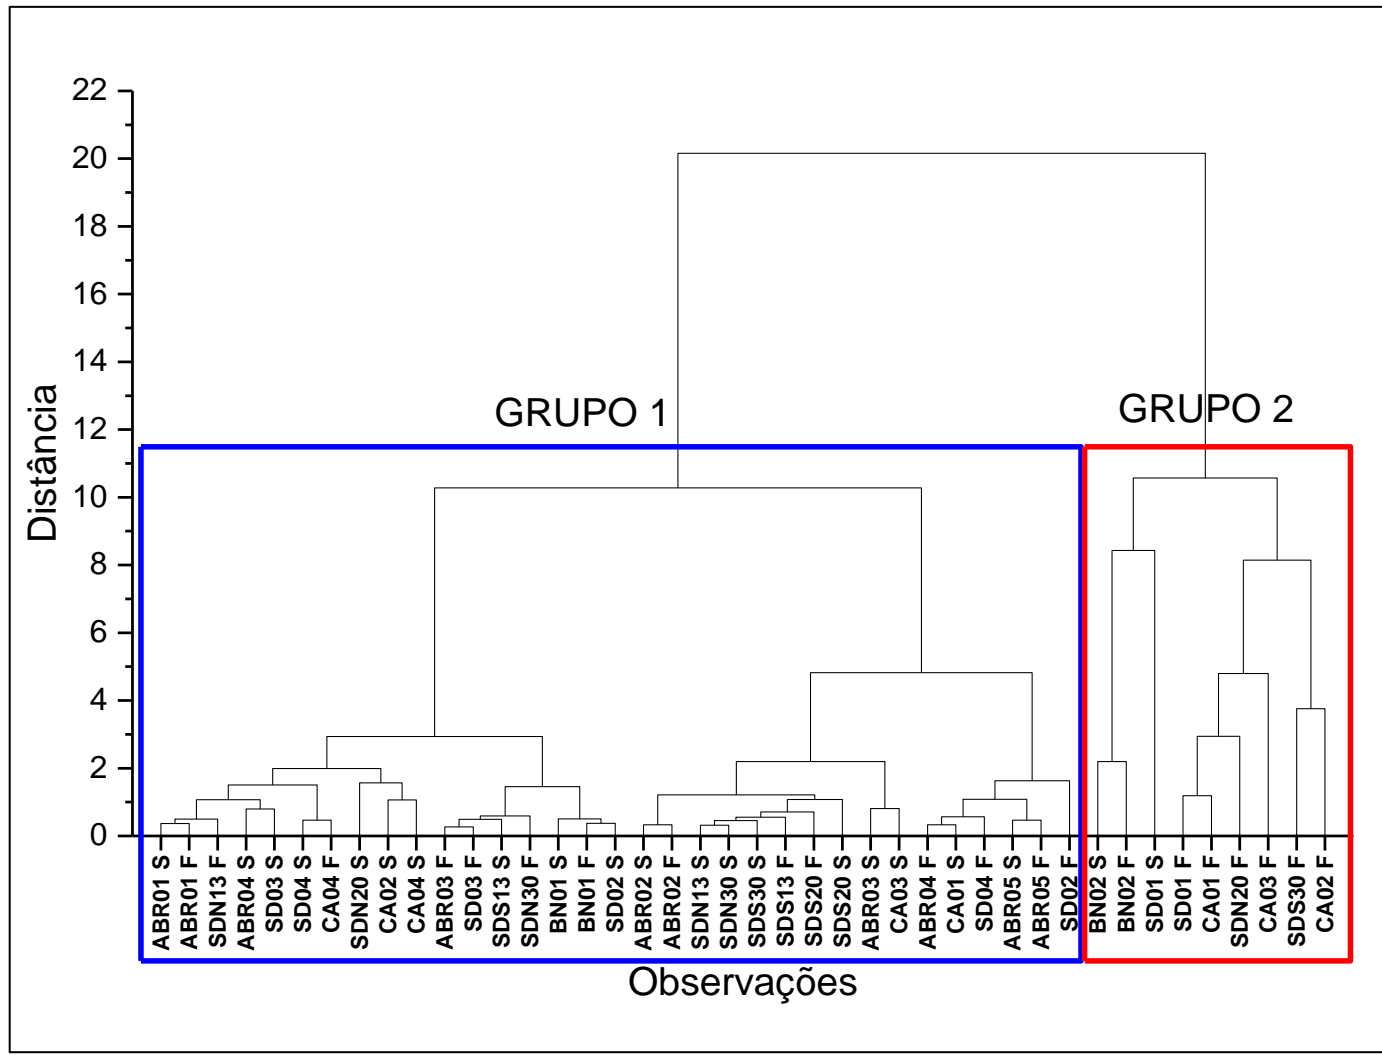 22
20
18
16
14
12
10
8
6
4
2
0
Distância
GRUPO 1
GRUPO 2
ABR01 S
ABR01 F
SDN13 F
ABR04 S
SD03 S
SD04 S
CA04 F
SDN20 S
CA02 S
CA04 S
ABR03 F
SD03 F
SDS13 S
SDN30 F
BN01 S
BN01 F
SD02 S
ABR02 S
ABR02 F
SDN13 S
SDN30 S
SDS30 S
SDS13 F
SDS20 F
SDS20 S
ABR03 S
CA03 S
ABR04 F
CA01 S
SD04 F
ABR05 S
ABR05 F
SD02 F
BN02 S
BN02 F
SD01 S
SD01 F
CA01 F
SDN20 F
CA03 F
SDS30 F
CA02 F
Observações